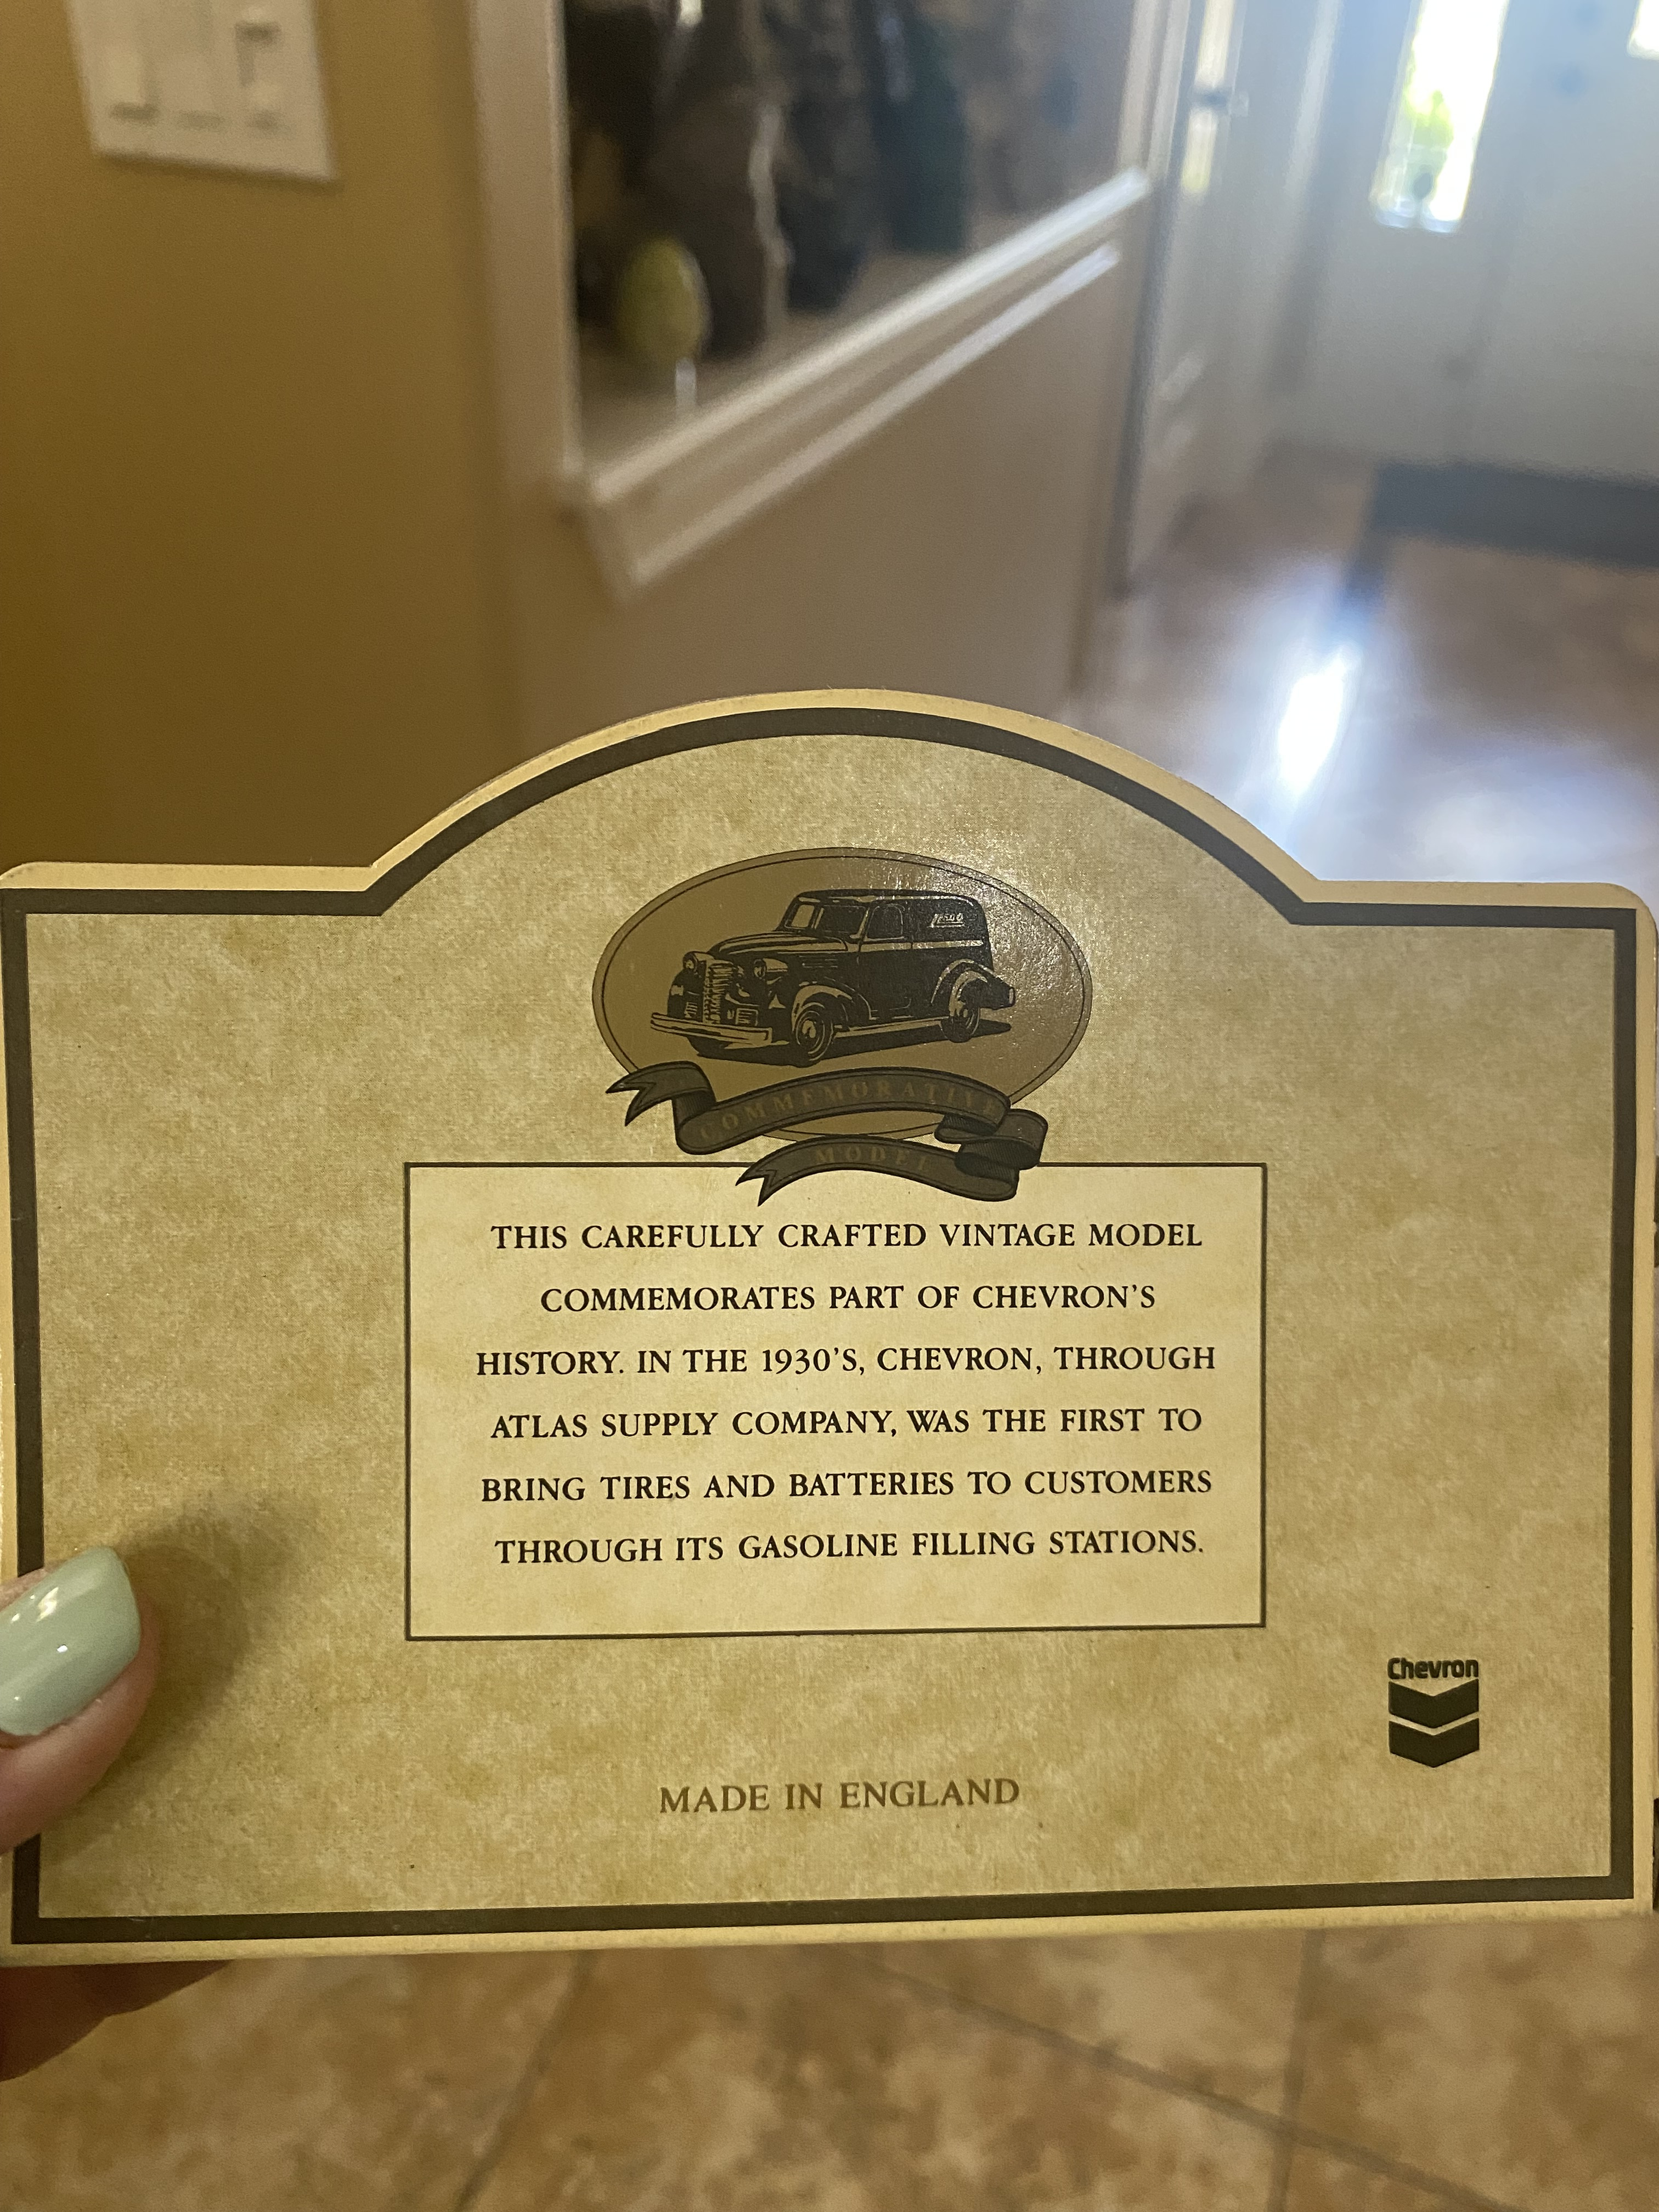 COMMEMORATIVE
MODEL
THIS CAREFULLY CRAFTED VINTAGE MODEL
COMMEMORATES PART OF CHEVRON'S
HISTORY. IN THE 1930'S, CHEVRON, THROUGH
ATLAS SUPPLY COMPANY, WAS THE FIRST TO
BRING TIRES AND BATTERIES TO CUSTOMERS
THROUGH ITS GASOLINE FILLING STATIONS.
Chevron
MADE IN ENGLAND